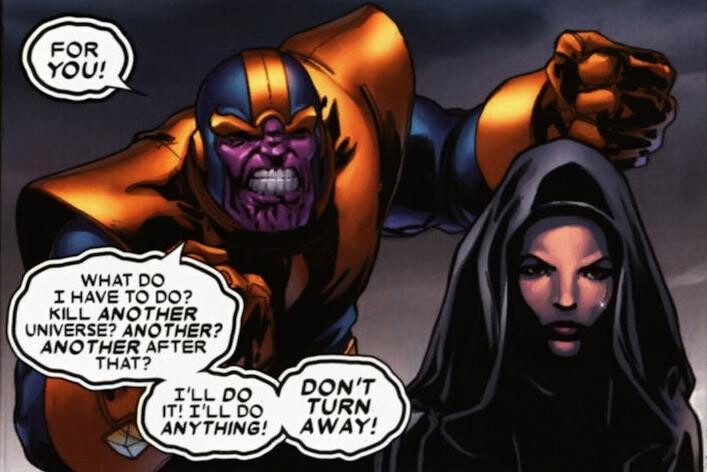 FOR
YOU!
WHAT DO
I HAVE TO DO?
KILL ANOTHER
UNIVERSE? ANOTHER?
ANOTHER AFTER
THAT?
I'LL DO
IT! I'LL DO
ANYTHING!
DON'T
TURN
AWAY!